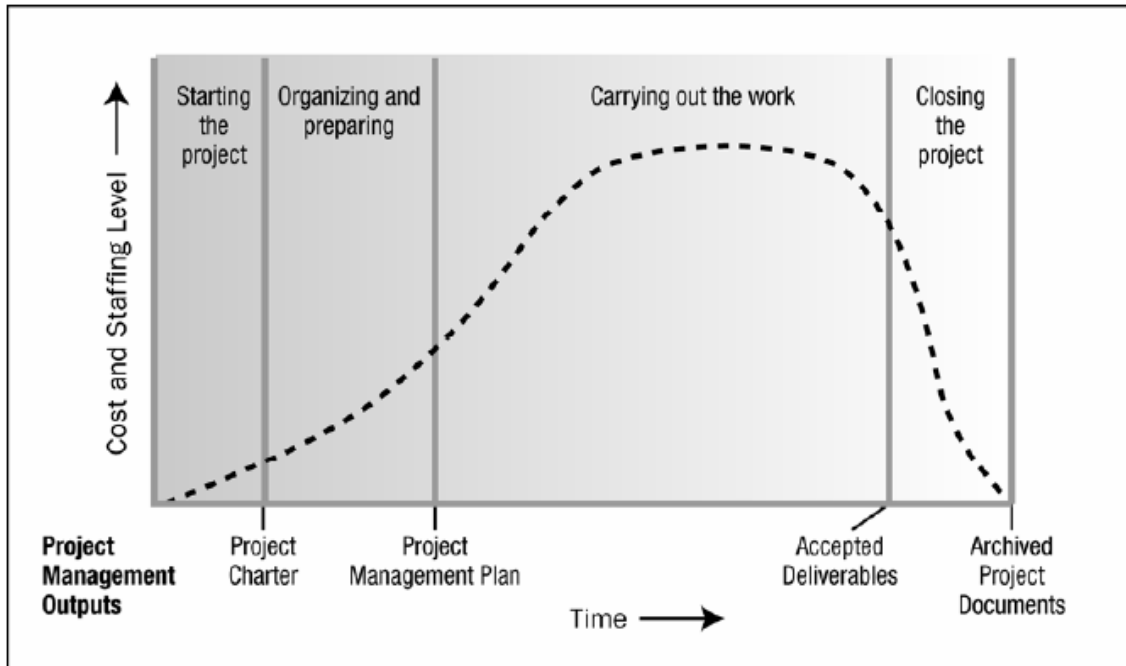 Cost and Staffing Level
Starting
the
project
Organizing and
preparing
Carrying out the work
Closing
the
project
Project
Management
Outputs
Project
Charter
Project
Management Plan
Accepted
Deliverables
Archived
Project
Documents
Time